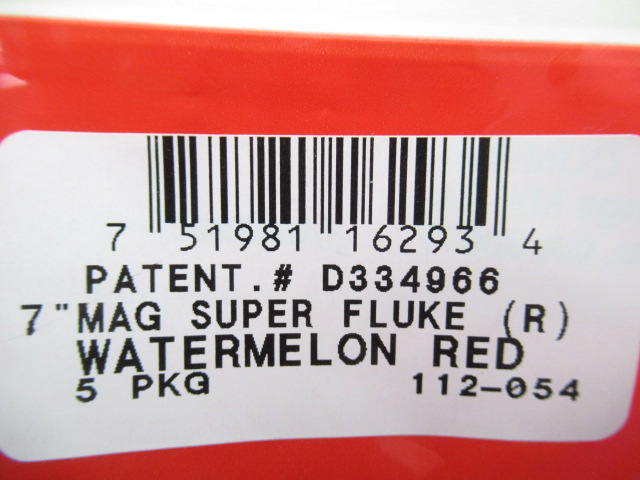 7 51981 16293 4
PATENT.# D334966
7"MAG SUPER FLUKE (R)
WATERMELON RED
5 PKG 112-054